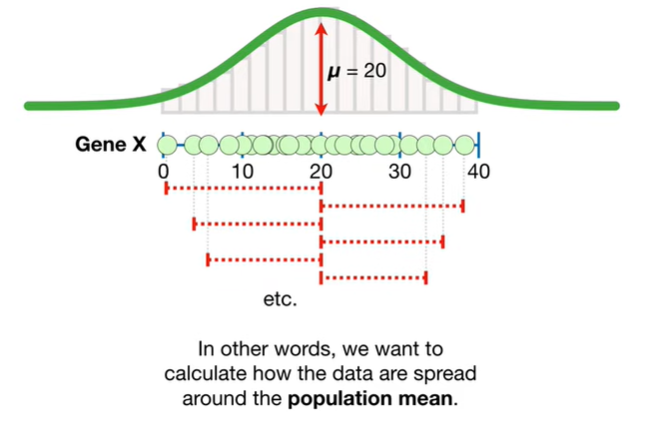 μ = 20
Gene X
0 10 20 30 40
etc.
In other words, we want to
calculate how the data are spread
around the population mean.